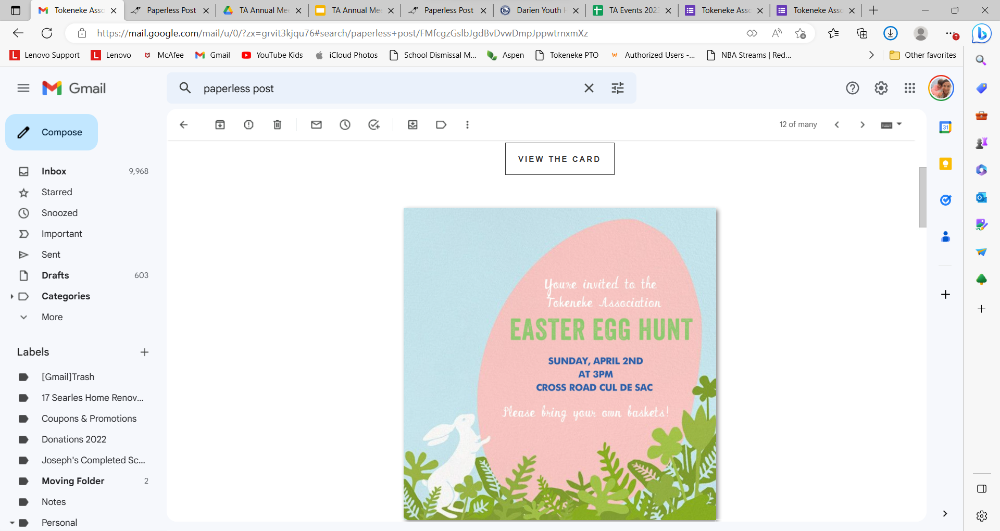 Tokeneke Asso
Paperless Post
TA Annual Mee
TA Annual Mee
Paperless Post
Darien Youth H
TA Events 2023
Tokeneke Asso
Tokeneke Asso
https://mail.google.com/mail/u/0/?zx=grvit3kjqu76#search/paperless+post/FMfcgzGslbJgdBvDvwDmpJppwtrnxmXz
Lenovo Support
Lenovo
McAfee
Gmail
YouTube Kids
iCloud Photos
School Dismissal M...
Aspen
Tokeneke PTO
Authorized Users -...
NBA Streams | Red...
Other favorites
Gmail
paperless post
Compose
12 of many
Inbox 9,968
Starred
Snoozed
Important
Sent
Drafts 603
Categories
More
Labels
[Gmail]Trash
17 Searles Home Renov...
Coupons & Promotions
Donations 2022
Joseph's Completed Sc...
Moving Folder 2
Notes
Personal
VIEW THE CARD
You're invited to the
Tokeneke Association
EASTER EGG HUNT
SUNDAY, APRIL 2ND
AT 3PM
CROSS ROAD CUL DE SAC
Please bring your own baskets!
31